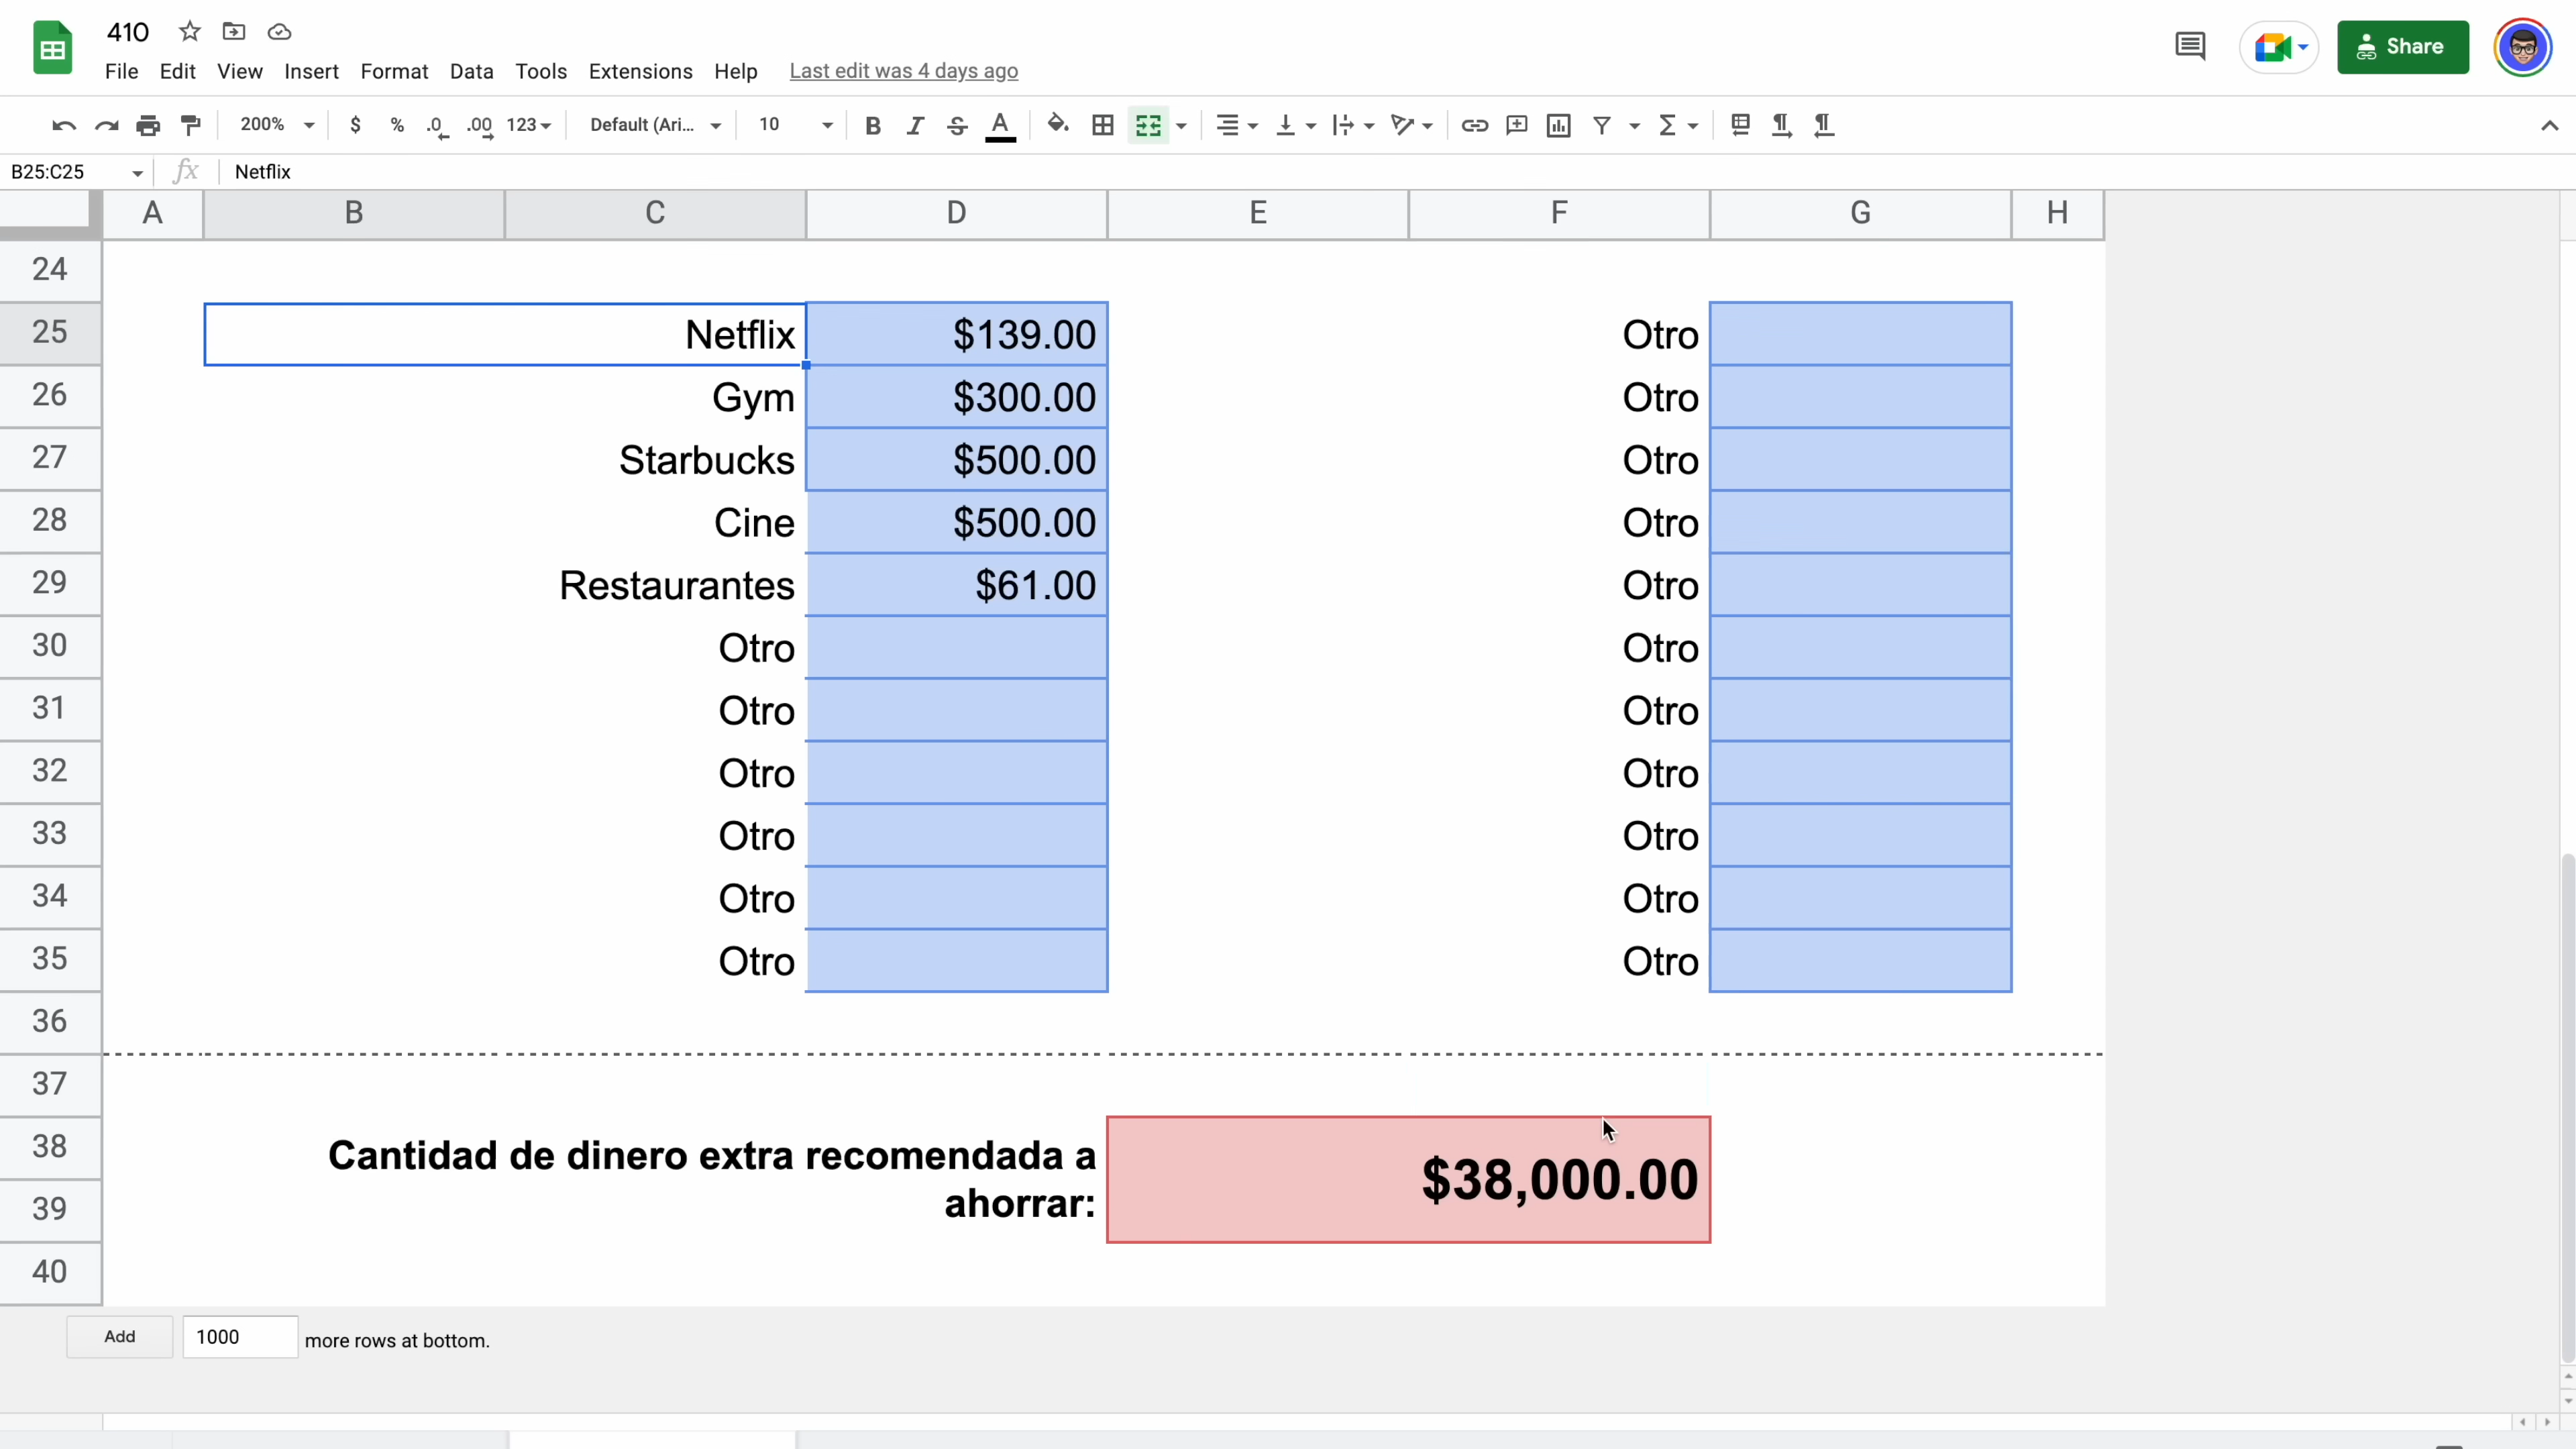 410
File Edit View Insert Format Data Tools Extensions Help Last edit was 4 days ago
Share
200% $ % .0 .00 123 Default (Ari... 10 B I S A
B25:C25 fx Netflix
A B C D E F G H
24
25 Netflix $139.00 Otro
26 Gym $300.00 Otro
27 Starbucks $500.00 Otro
28 Cine $500.00 Otro
29 Restaurantes $61.00 Otro
30 Otro Otro
31 Otro Otro
32 Otro Otro
33 Otro Otro
34 Otro Otro
35 Otro Otro
36
37
38 Cantidad de dinero extra recomendada a
$38,000.00
39 ahorrar:
40
Add 1000 more rows at bottom.